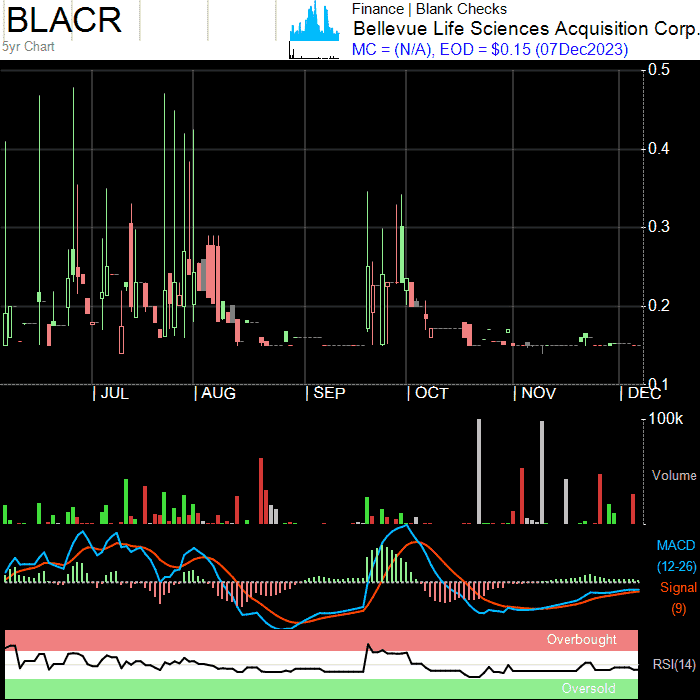 BLACR
5yr Chart
Finance | Blank Checks
Bellevue Life Sciences Acquisition Corp.
MC = (N/A), EOD = $0.15 (07Dec2023)
0.5
0.4
0.3
0.2
0.1
| JUL | AUG | SEP | OCT | NOV | DEC
100k
Volume
MACD
(12-26)
Signal
(9)
Overbought
RSI(14)
Oversold